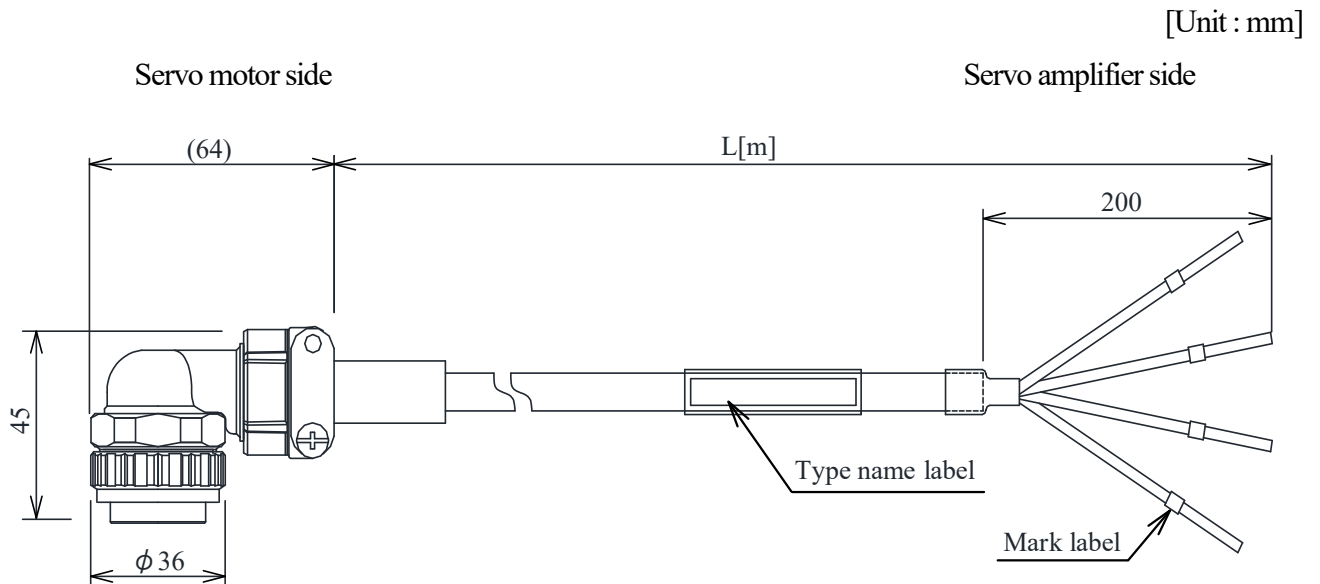 [Unit : mm]
Servo motor side
Servo amplifier side
(64)
L[m]
200
45
Type name label
Mark label
ϕ36